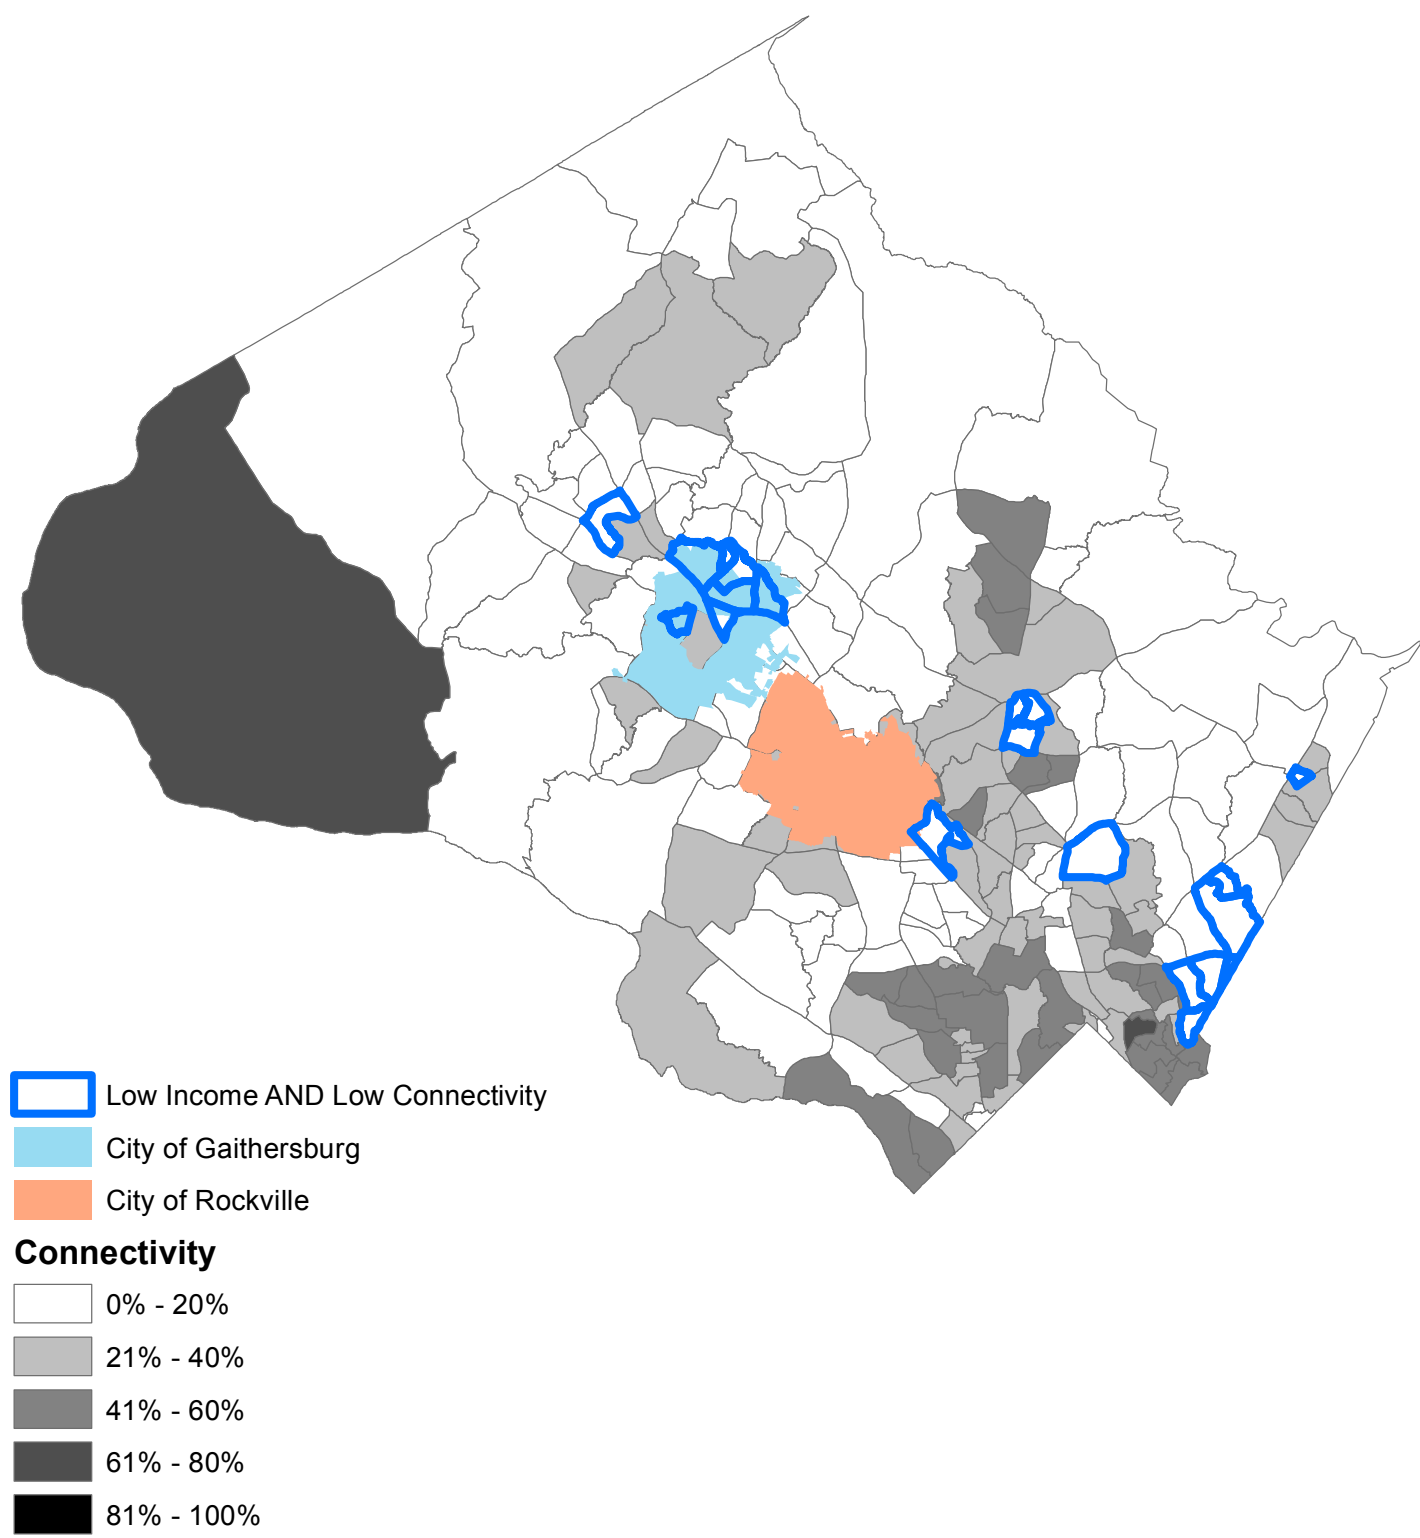 Low Income AND Low Connectivity
City of Gaithersburg
City of Rockville
Connectivity
0% - 20%
21% - 40%
41% - 60%
61% - 80%
81% - 100%